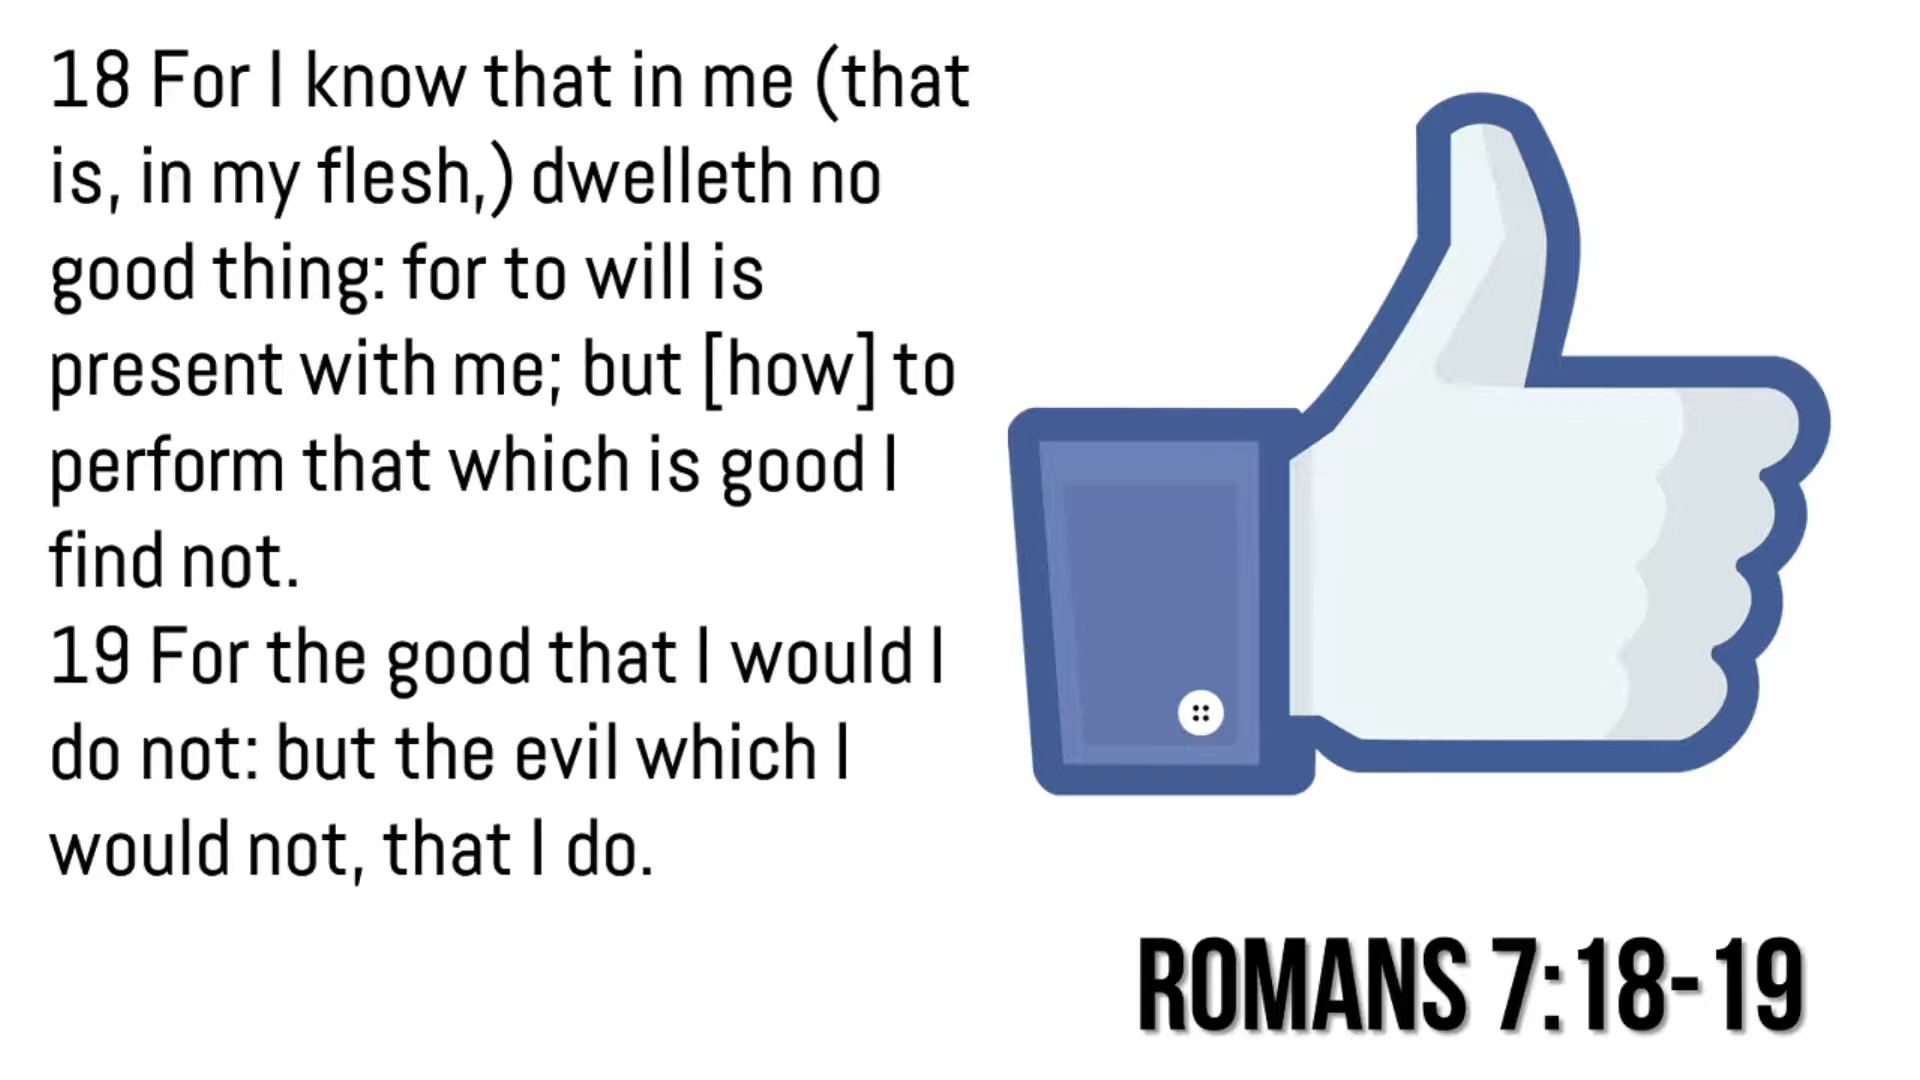 18 For I know that in me (that
is, in my flesh,) dwelleth no
good thing: for to will is
present with me; but [how] to
perform that which is good I
find not.
19 For the good that I would I
do not: but the evil which I
would not, that I do.
ROMANS 7:18-19